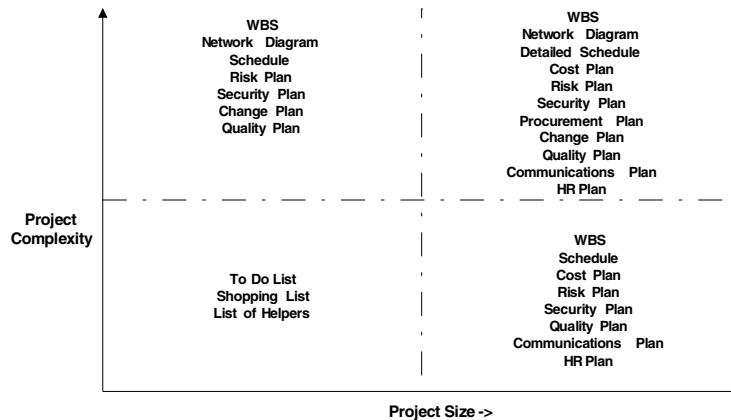 WBS
Network Diagram
Schedule
Risk Plan
Security Plan
Change Plan
Quality Plan
WBS
Network Diagram
Detailed Schedule
Cost Plan
Risk Plan
Security Plan
Procurement Plan
Change Plan
Quality Plan
Communications Plan
HR Plan
Project
Complexity
To Do List
Shopping List
List of Helpers
WBS
Schedule
Cost Plan
Risk Plan
Security Plan
Quality Plan
Communications Plan
HR Plan
Project Size ->